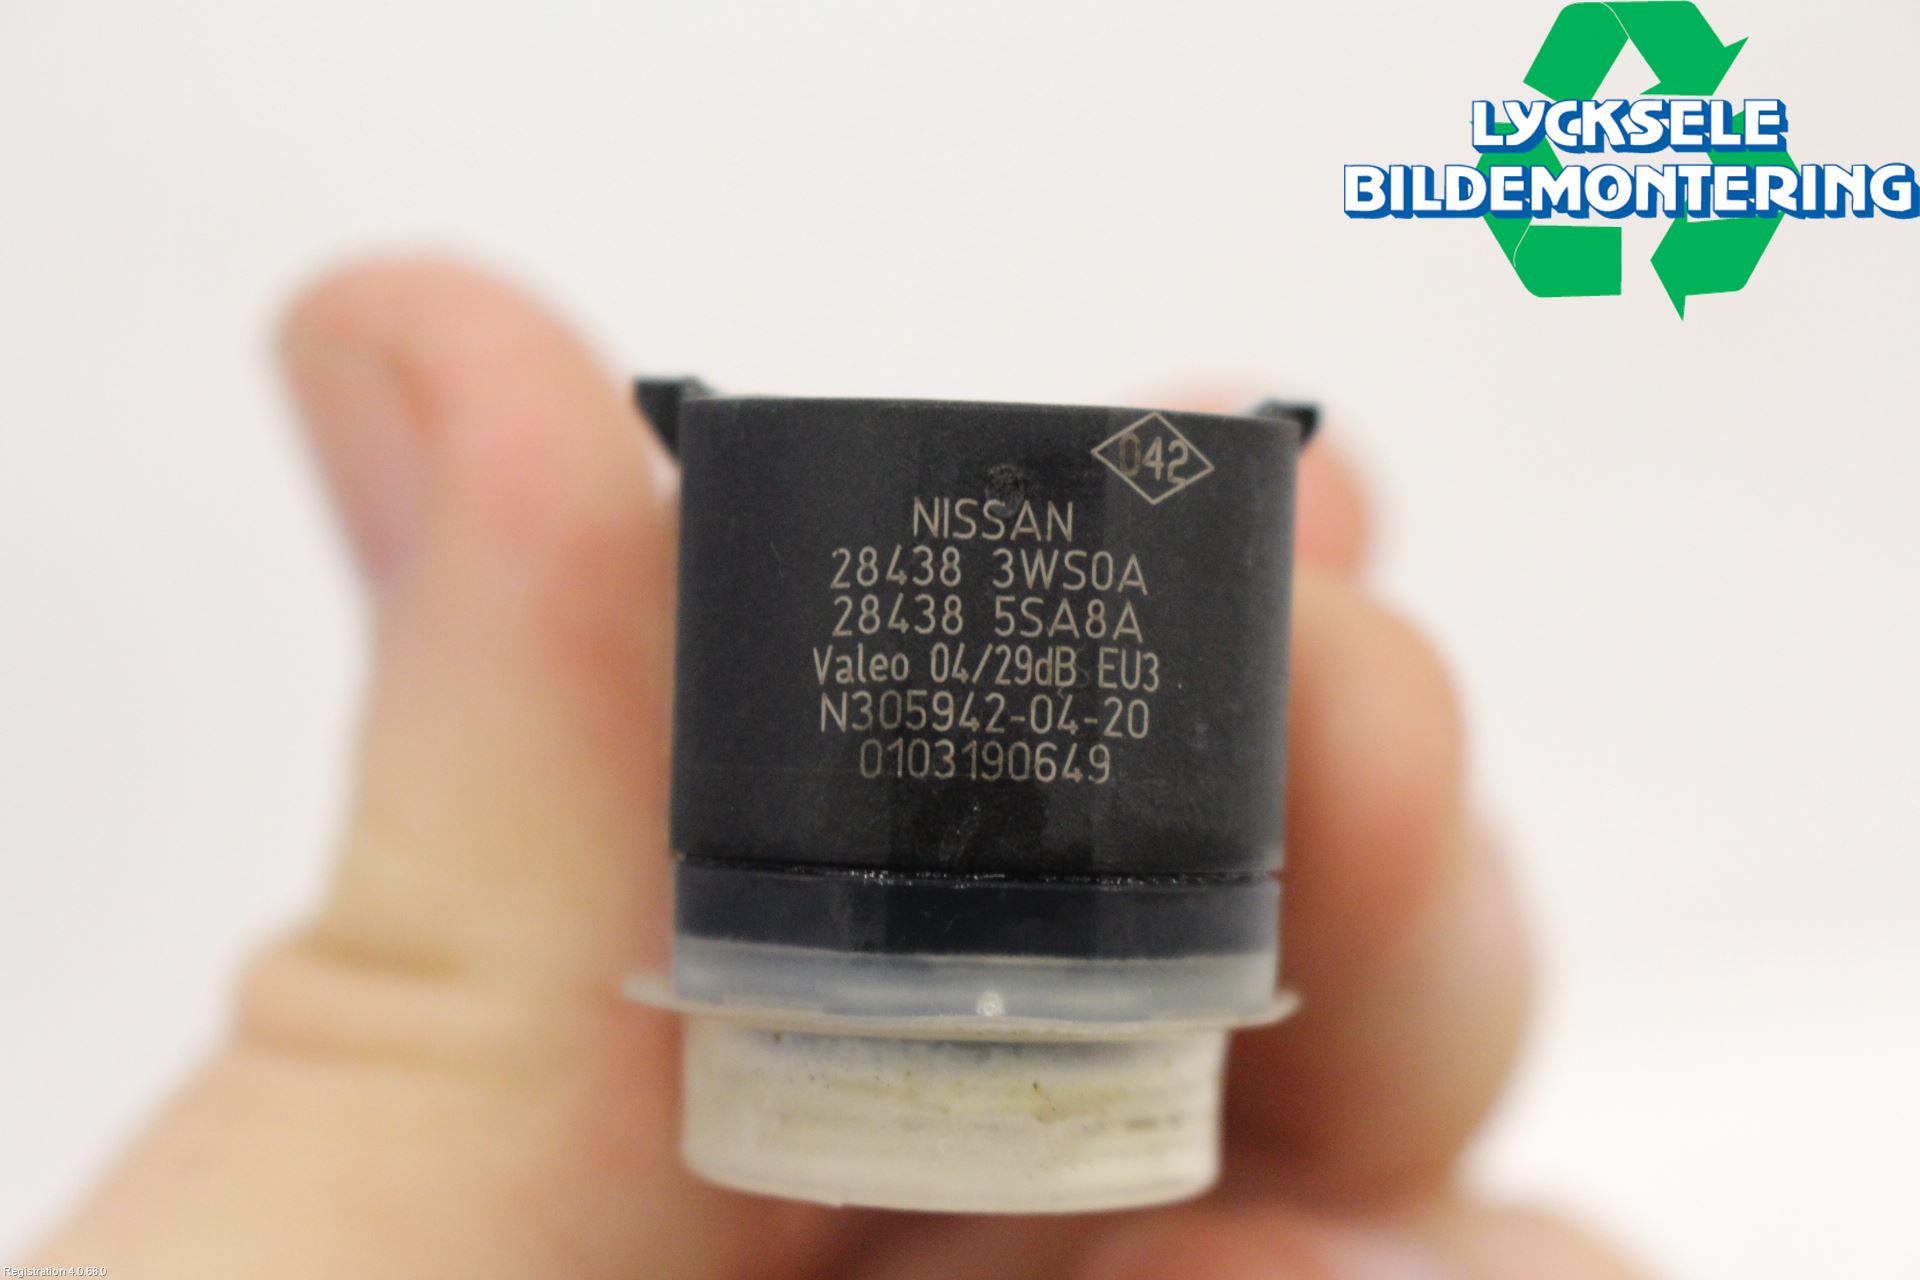 LYCKSELE
BILDEMONTERING
042
NISSAN
28438 3WS0A
28438 5SA8A
Valeo 04/29dB EU3
N305942-04-20
0103190649
Registration 4.0.68.0